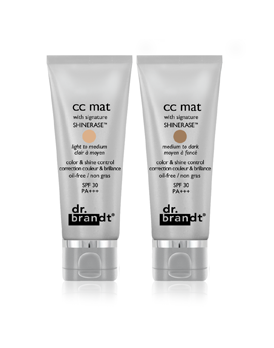 cc mat
with signature
SHINERASE™
light to medium
clair à moyen
color & shine control
correction couleur & brillance
oil-free / non gras
SPF 30
PA+++
dr.
brandt®
cc mat
with signature
SHINERASE™
medium to dark
moyen à foncé
color & shine control
correction couleur & brillance
oil-free / non gras
SPF 30
PA+++
dr.
brandt®